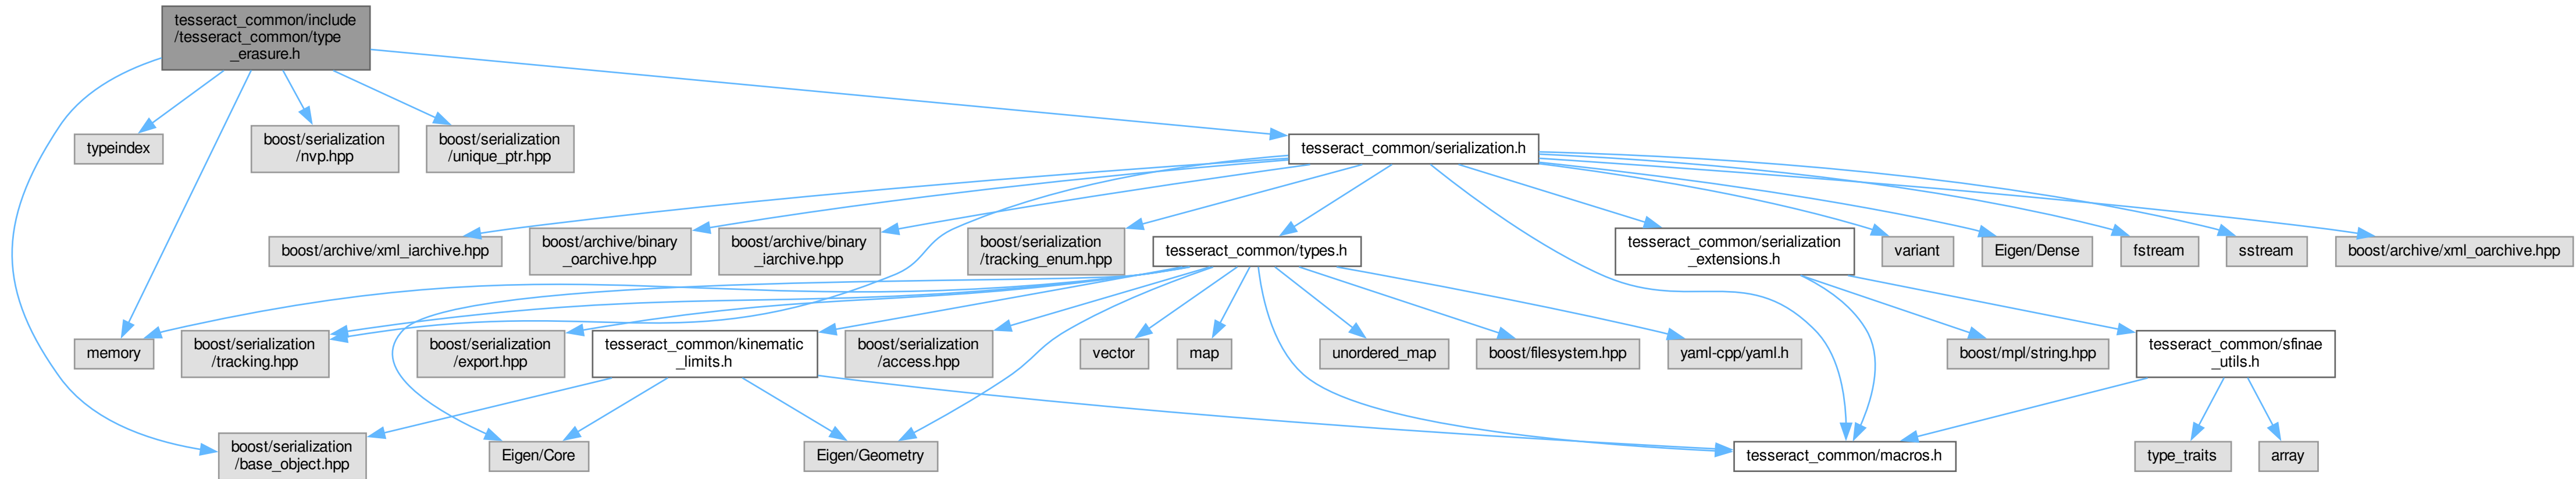 tesseract_common/include
/tesseract_common/type
_erasure.h
typeindex
boost/serialization
/nvp.hpp
boost/serialization
/unique_ptr.hpp
tesseract_common/serialization.h
boost/archive/xml_iarchive.hpp
boost/archive/binary
_oarchive.hpp
boost/archive/binary
_iarchive.hpp
boost/serialization
/tracking_enum.hpp
tesseract_common/types.h
tesseract_common/serialization
_extensions.h
variant
Eigen/Dense
fstream
sstream
boost/archive/xml_oarchive.hpp
memory
boost/serialization
/tracking.hpp
boost/serialization
/export.hpp
tesseract_common/kinematic
_limits.h
boost/serialization
/access.hpp
vector
map
unordered_map
boost/filesystem.hpp
yaml-cpp/yaml.h
boost/mpl/string.hpp
tesseract_common/sfinae
_utils.h
boost/serialization
/base_object.hpp
Eigen/Core
Eigen/Geometry
tesseract_common/macros.h
type_traits
array